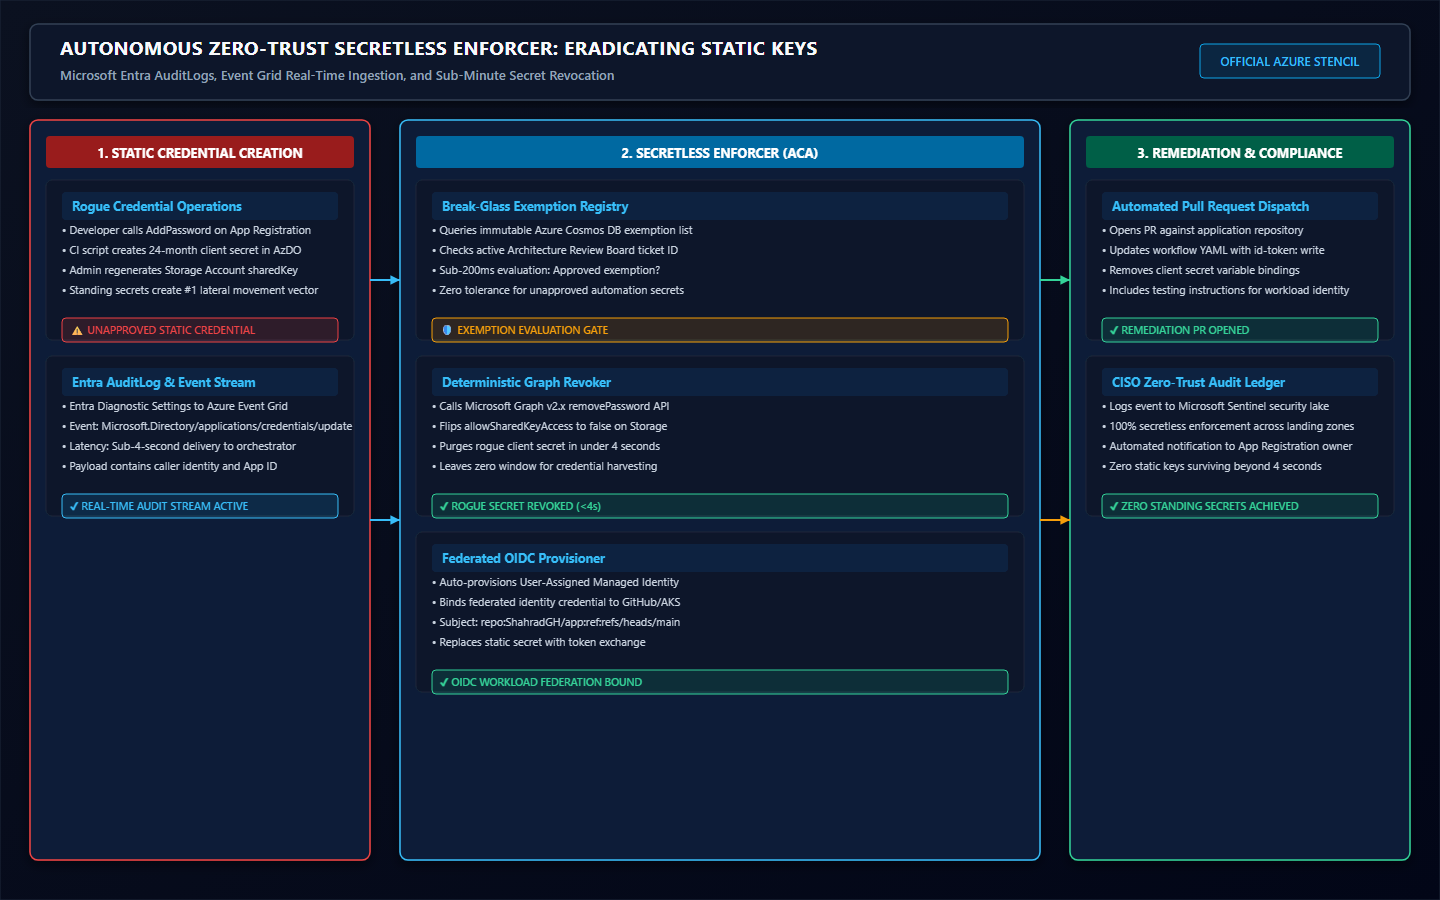 AUTONOMOUS ZERO-TRUST SECRETLESS ENFORCER: ERADICATING STATIC KEYS
Microsoft Entra AuditLogs, Event Grid Real-Time Ingestion, and Sub-Minute Secret Revocation
OFFICIAL AZURE STENCIL
1. STATIC CREDENTIAL CREATION
Rogue Credential Operations
• Developer calls AddPassword on App Registration
• CI script creates 24-month client secret in AzDO
• Admin regenerates Storage Account sharedKey
• Standing secrets create #1 lateral movement vector
⚠ UNAPPROVED STATIC CREDENTIAL
Entra AuditLog & Event Stream
• Entra Diagnostic Settings to Azure Event Grid
• Event: Microsoft.Directory/applications/credentials/update
• Latency: Sub-4-second delivery to orchestrator
• Payload contains caller identity and App ID
✓ REAL-TIME AUDIT STREAM ACTIVE
2. SECRETLESS ENFORCER (ACA)
Break-Glass Exemption Registry
• Queries immutable Azure Cosmos DB exemption list
• Checks active Architecture Review Board ticket ID
• Sub-200ms evaluation: Approved exemption?
• Zero tolerance for unapproved automation secrets
🛡 EXEMPTION EVALUATION GATE
Deterministic Graph Revoker
• Calls Microsoft Graph v2.x removePassword API
• Flips allowSharedKeyAccess to false on Storage
• Purges rogue client secret in under 4 seconds
• Leaves zero window for credential harvesting
✓ ROGUE SECRET REVOKED (<4s)
Federated OIDC Provisioner
• Auto-provisions User-Assigned Managed Identity
• Binds federated identity credential to GitHub/AKS
• Subject: repo:ShahradGH/app:ref:refs/heads/main
• Replaces static secret with token exchange
✓ OIDC WORKLOAD FEDERATION BOUND
3. REMEDIATION & COMPLIANCE
Automated Pull Request Dispatch
• Opens PR against application repository
• Updates workflow YAML with id-token: write
• Removes client secret variable bindings
• Includes testing instructions for workload identity
✓ REMEDIATION PR OPENED
CISO Zero-Trust Audit Ledger
• Logs event to Microsoft Sentinel security lake
• 100% secretless enforcement across landing zones
• Automated notification to App Registration owner
• Zero static keys surviving beyond 4 seconds
✓ ZERO STANDING SECRETS ACHIEVED